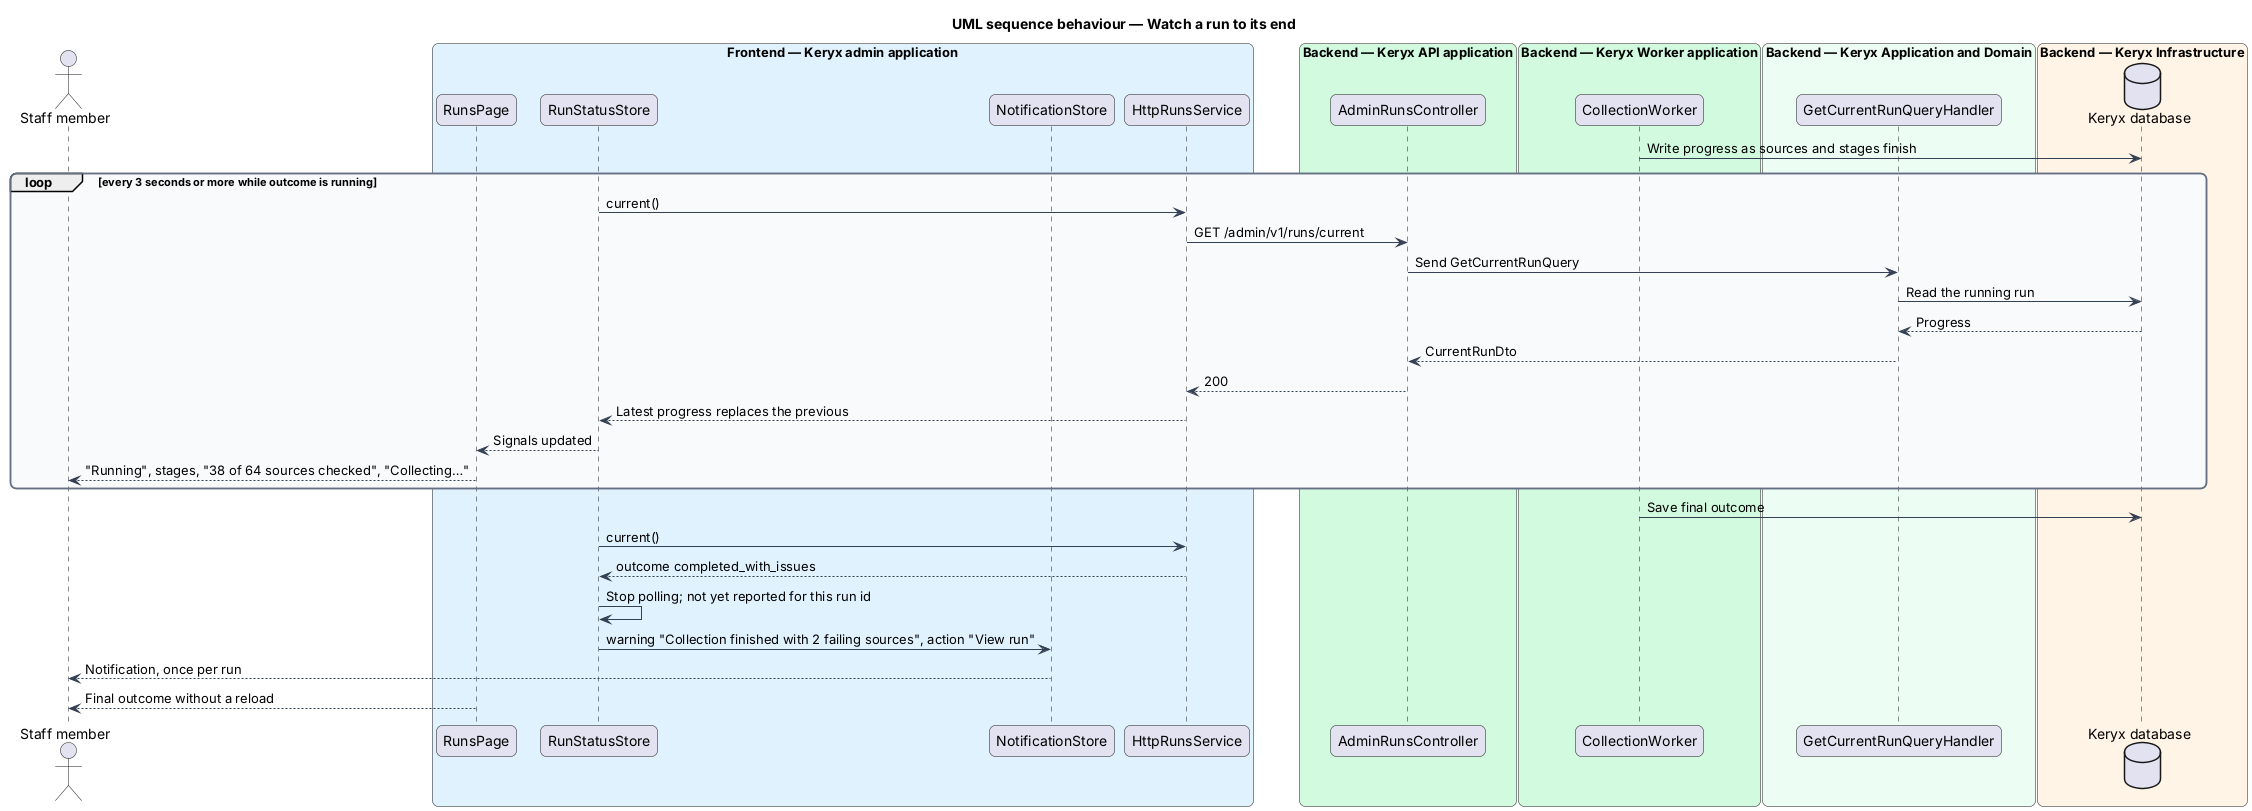 UML sequence behaviour — Watch a run to its end
Frontend — Keryx admin application
Backend — Keryx API application
Backend — Keryx Worker application
Backend — Keryx Application and Domain
Backend — Keryx Infrastructure
Staff member
RunsPage
RunStatusStore
NotificationStore
HttpRunsService
AdminRunsController
CollectionWorker
GetCurrentRunQueryHandler
Keryx database
Write progress as sources and stages finish
loop
[every 3 seconds or more while outcome is running]
current()
GET /admin/v1/runs/current
Send GetCurrentRunQuery
Read the running run
Progress
CurrentRunDto
200
Latest progress replaces the previous
Signals updated
"Running", stages, "38 of 64 sources checked", "Collecting..."
Save final outcome
current()
outcome completed_with_issues
Stop polling; not yet reported for this run id
warning "Collection finished with 2 failing sources", action "View run"
Notification, once per run
Final outcome without a reload
Staff member
RunsPage
RunStatusStore
NotificationStore
HttpRunsService
AdminRunsController
CollectionWorker
GetCurrentRunQueryHandler
Keryx database